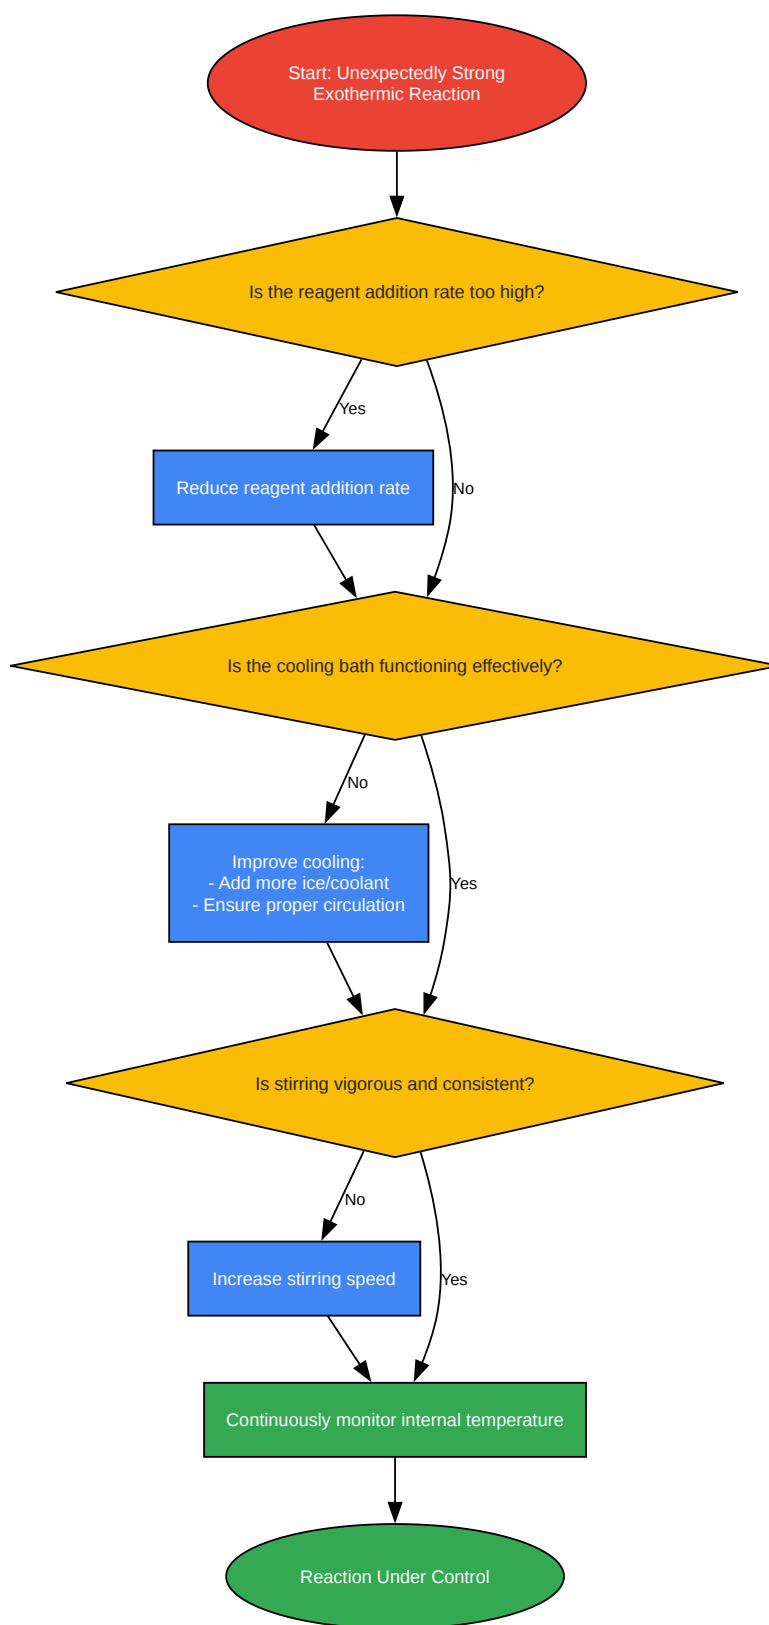 Start: Unexpectedly Strong
Exothermic Reaction
Is the reagent addition rate too high?
Yes
Reduce reagent addition rate
No
Is the cooling bath functioning effectively?
No
Improve cooling:
- Add more ice/coolant
- Ensure proper circulation
Yes
Is stirring vigorous and consistent?
No
Increase stirring speed
Yes
Continuously monitor internal temperature
Reaction Under Control